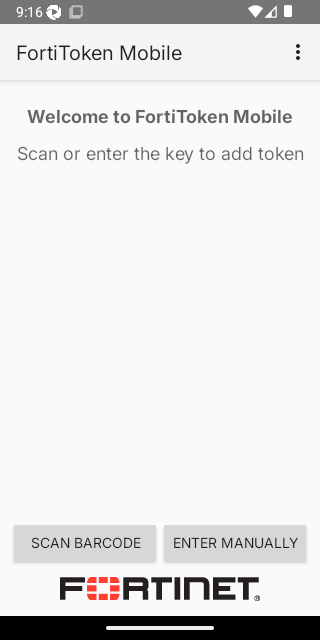 9:16
FortiToken Mobile
Welcome to FortiToken Mobile
Scan or enter the key to add token
SCAN BARCODE
ENTER MANUALLY
FORTINET®